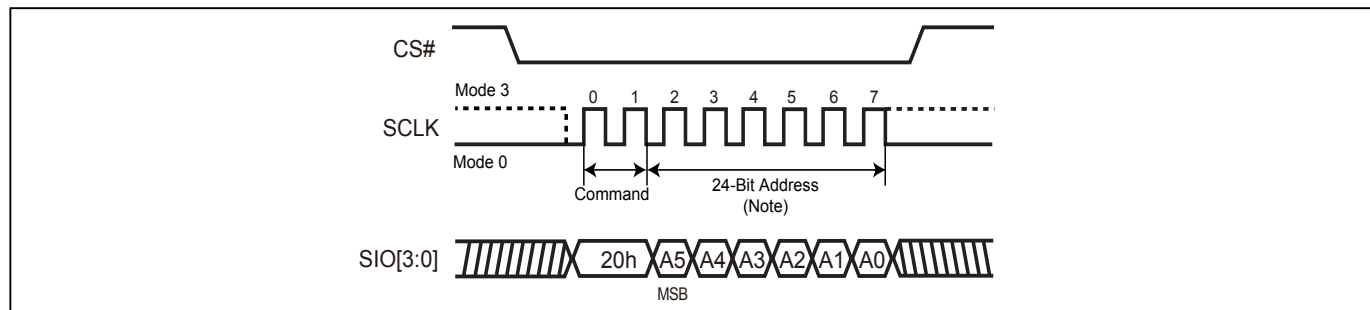 CS#
Mode 3
0 1 2 3 4 5 6 7
SCLK
Mode 0
Command
24-Bit Address
(Note)
SIO[3:0]
20h A5 A4 A3 A2 A1 A0
MSB